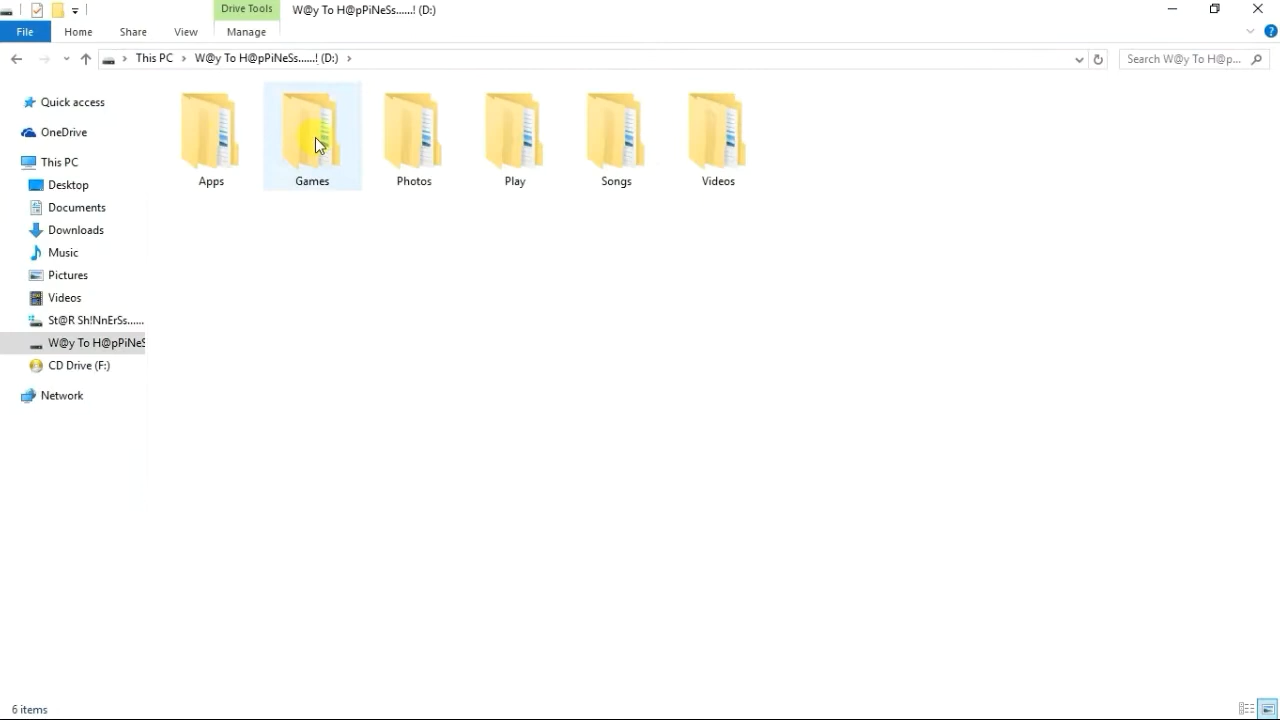 Drive Tools
W@y To H@pPiNeSs......! (D:)
File
Home
Share
View
Manage
This PC
W@y To H@pPiNeSs......! (D:)
Search W@y To H@p...
Quick access
OneDrive
This PC
Desktop
Documents
Downloads
Music
Pictures
Videos
St@R Sh!NnErSs......
W@y To H@pPiNeS
CD Drive (F:)
Network
Apps
Games
Photos
Play
Songs
Videos
6 items